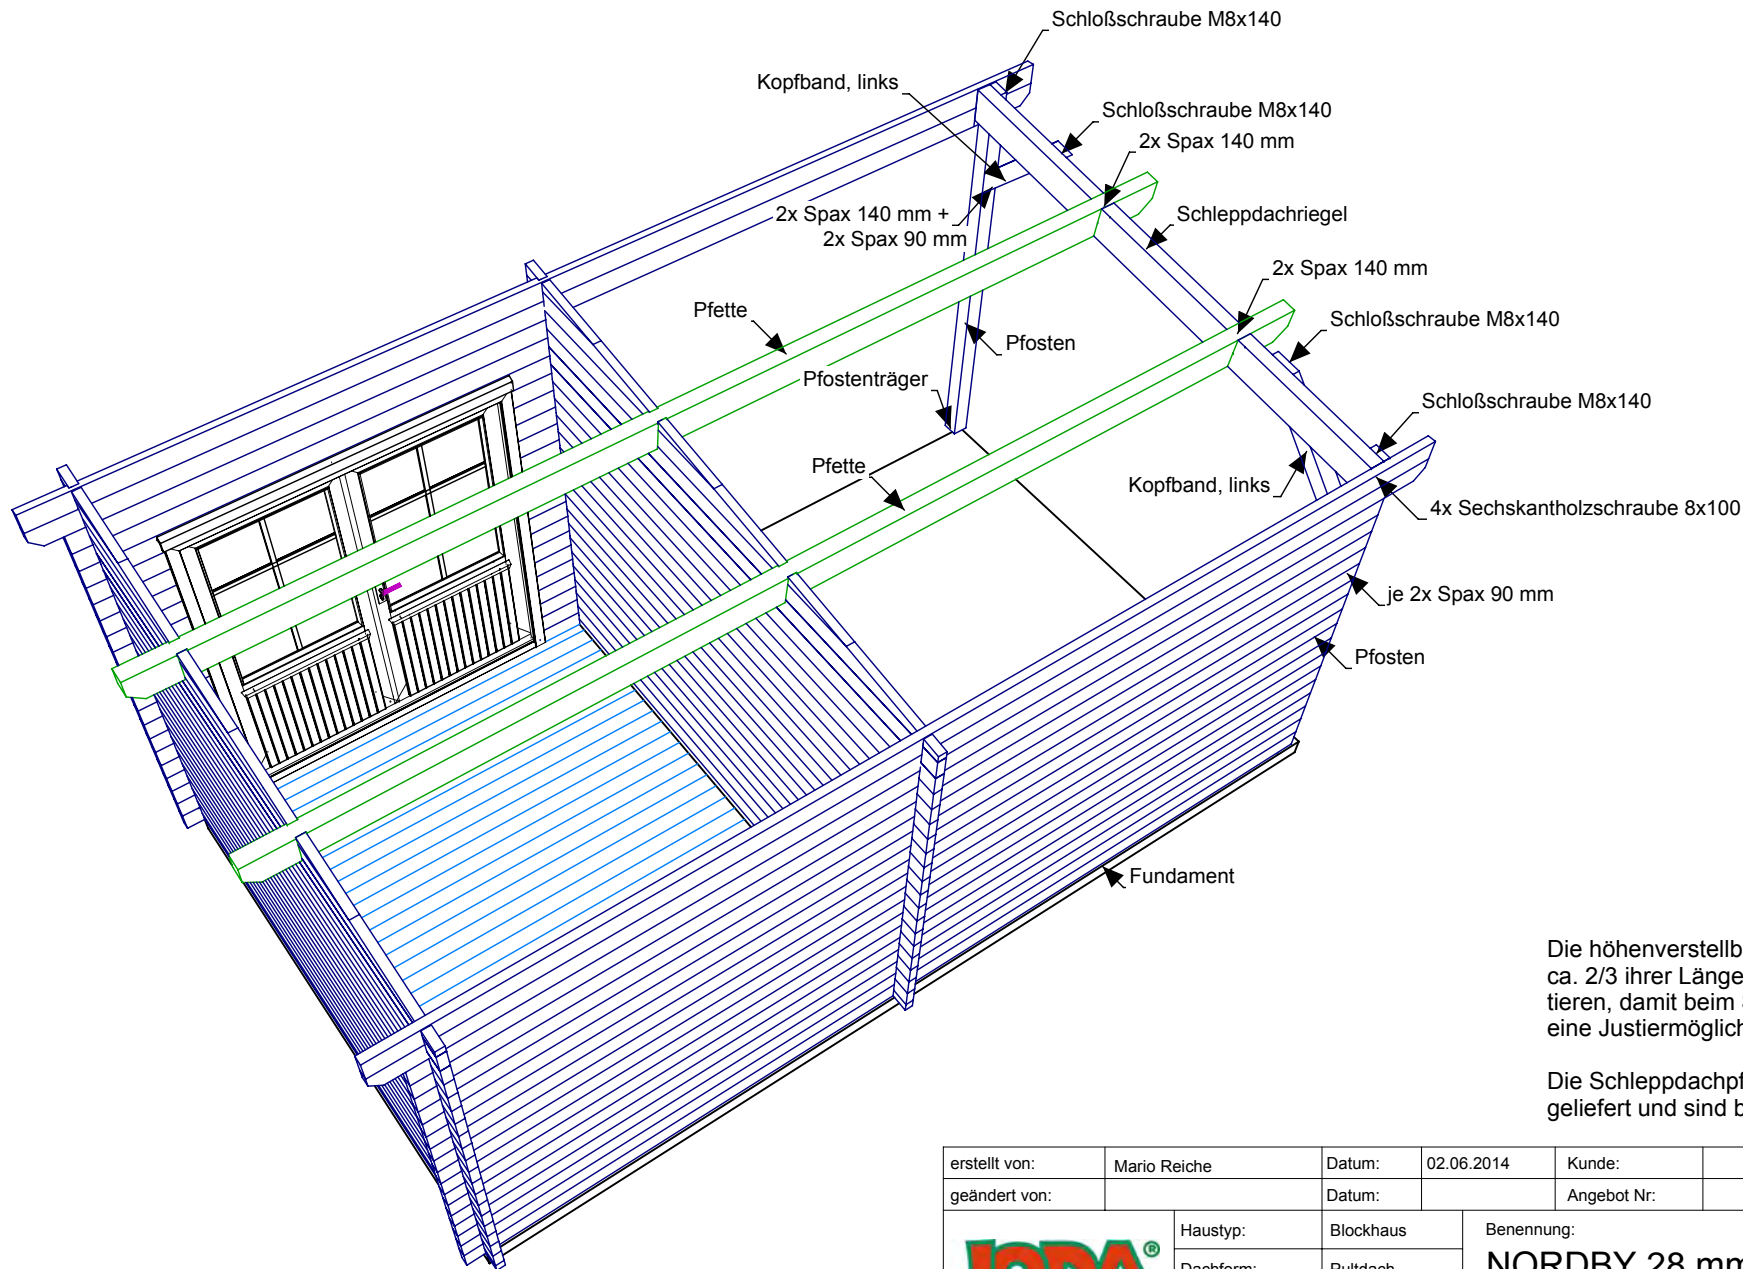 Schloßschraube M8x140
Kopfband, links
Schloßschraube M8x140
2x Spax 140 mm
2x Spax 140 mm +
2x Spax 90 mm
Schleppdachriegel
2x Spax 140 mm
Pfette
Schloßschraube M8x140
Pfosten
Pfostenträger
Schloßschraube M8x140
Pfette
Kopfband, links
4x Sechskantholzschraube 8x100
je 2x Spax 90 mm
Pfosten
Fundament
Die höhenverstellb
ca. 2/3 ihrer Länge
tieren, damit beim
eine Justiermöglich
Die Schleppdachpf
geliefert und sind b
erstellt von: Mario Reiche Datum: 02.06.2014 Kunde:
geändert von: Datum: Angebot Nr:
Haustyp: Blockhaus Benennung:
JODA®
Dachform: Pultdach
NORDBY 28 mm